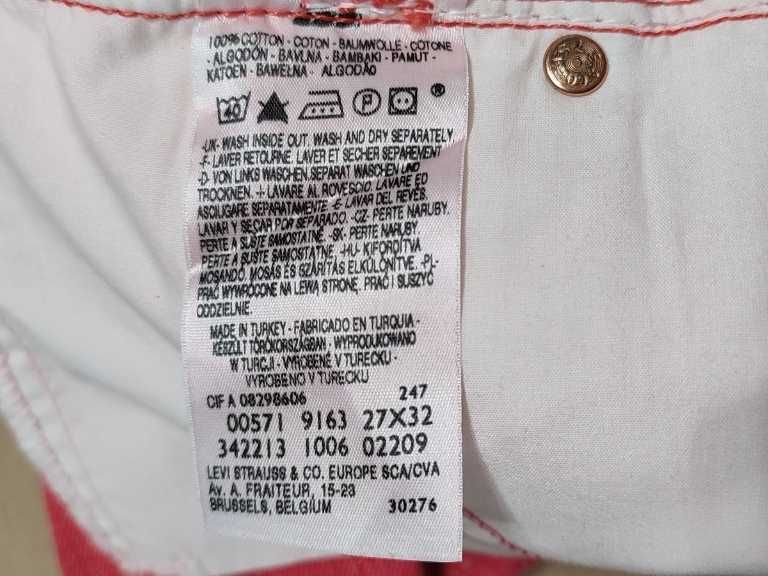 100% COTTON - COTON - BAUMWOLLE - COTONE
- ALGODÓN - BAVLNA - BAMBAKI - PAMUT -
KATOEN - BAWEŁNA - ALGODÃO
40 P ®
-UK- WASH INSIDE OUT. WASH AND DRY SEPARATELY
-F- LAVER RETOURNE. LAVER ET SECHER SEPAREMENT
-D- VON LINKS WASCHEN.SEPARAT WASCHEN UND
TROCKNEN. -I- LAVARE AL ROVESCIO. LAVARE ED
ASCIUGARE SEPARATAMENTE. -E- LAVAR DEL REVÉS.
LAVAR Y SECAR POR SEPARADO. -CZ- PERTE NARUBY.
PERTE A SUŠTE SAMOSTATNĚ. -SK- PERTE NARUBY.
PERTE A SUŠTE SAMOSTATNE. -HU- KIFORDÍTVA
MOSANDÓ. MOSÁS ÉS SZÁRÍTÁS ELKÜLÖNÍTVE. -PL-
PRAĆ WYWRÓCONE NA LEWĄ STRONĘ. PRAĆ I SUSZYĆ
ODDZIELNIE.
MADE IN TURKEY - FABRICADO EN TURQUIA -
KÉSZÜLT TÖRÖKORSZÁGBAN - WYPRODUKOWANO
W TURCJI - VYROBENÉ V TURECKU -
VYROBENO V TURECKU
CIF A 08298606 247
00571 9163 27X32
342213 1006 02209
LEVI STRAUSS & CO. EUROPE SCA/CVA
Av. A. FRAITEUR, 15-23
BRUSSELS, BELGIUM 30276